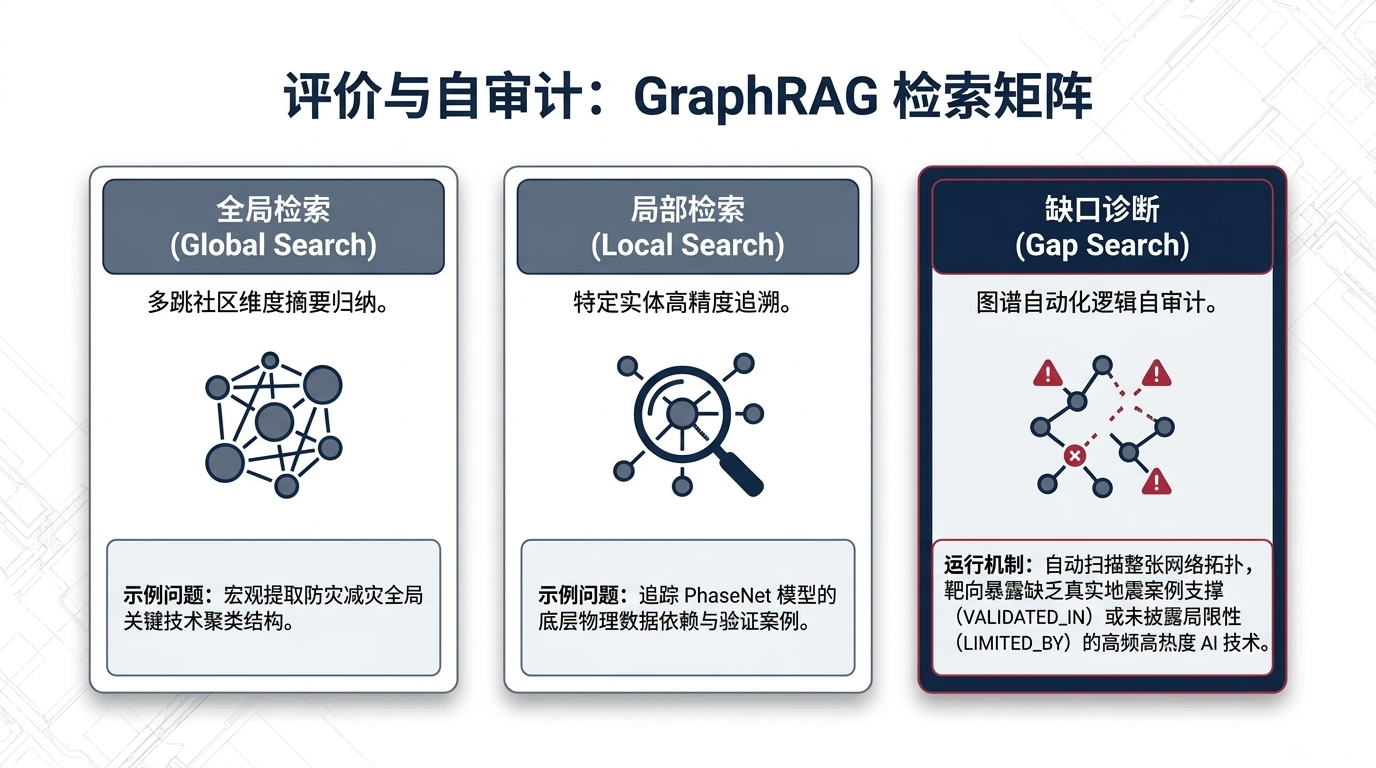 评价与自审计：GraphRAG 检索矩阵
全局检索
(Global Search)
多跳社区维度摘要归纳。
示例问题：宏观提取防灾减灾全局
关键技术聚类结构。
局部检索
(Local Search)
特定实体高精度追溯。
示例问题：追踪 PhaseNet 模型的
底层物理数据依赖与验证案例。
缺口诊断
(Gap Search)
图谱自动化逻辑自审计。
运行机制：自动扫描整张网络拓扑，
靶向暴露缺乏真实地震案例支撑
（VALIDATED_IN）或未披露局限性
（LIMITED_BY）的高频高热度 AI 技术。